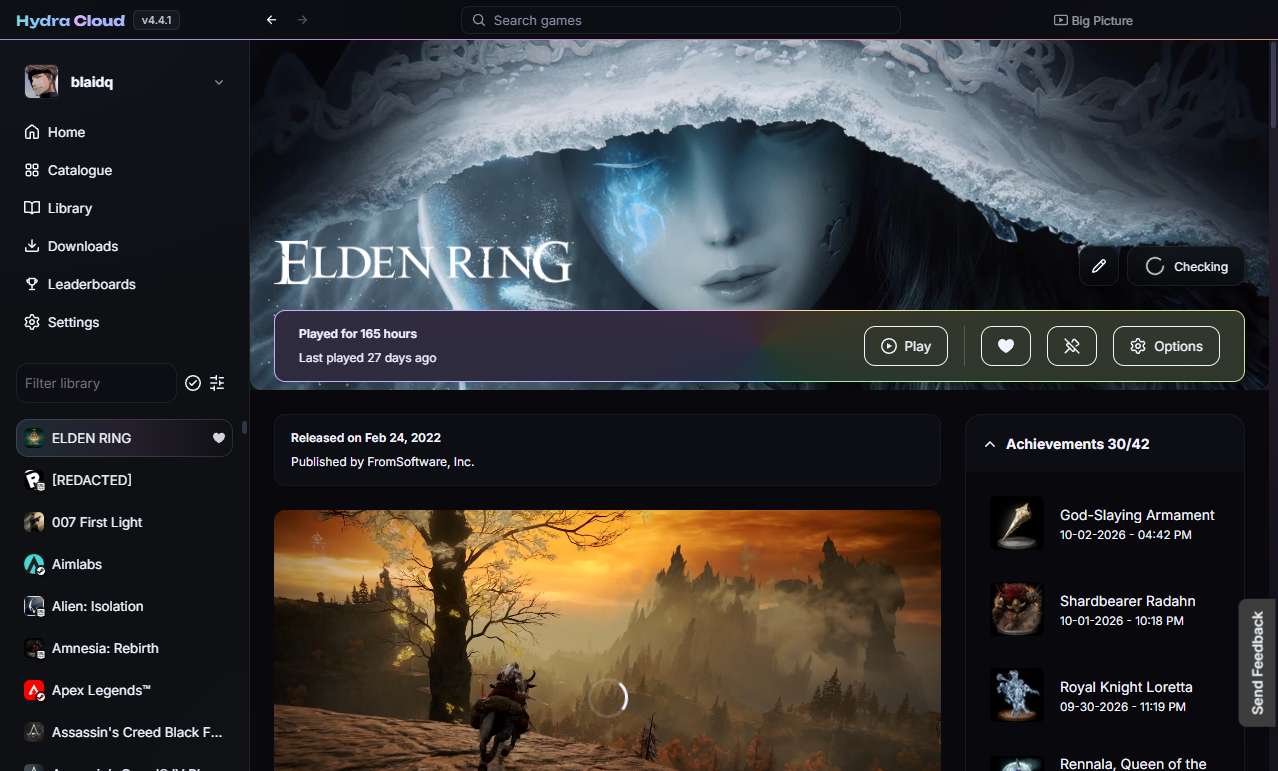 Hydra Cloud
v4.4.1
Search games
Big Picture
blaidq
Home
Catalogue
Library
Downloads
Leaderboards
Settings
Filter library
ELDEN RING
[REDACTED]
007 First Light
Aimlabs
Alien: Isolation
Amnesia: Rebirth
Apex Legends™
Assassin's Creed Black F...
ELDEN RING
Checking
Played for 165 hours
Last played 27 days ago
Play
Options
Released on Feb 24, 2022
Published by FromSoftware, Inc.
Achievements 30/42
God-Slaying Armament
10-02-2026 - 04:42 PM
Shardbearer Radahn
10-01-2026 - 10:18 PM
Royal Knight Loretta
09-30-2026 - 11:19 PM
Rennala, Queen of the
Send Feedback